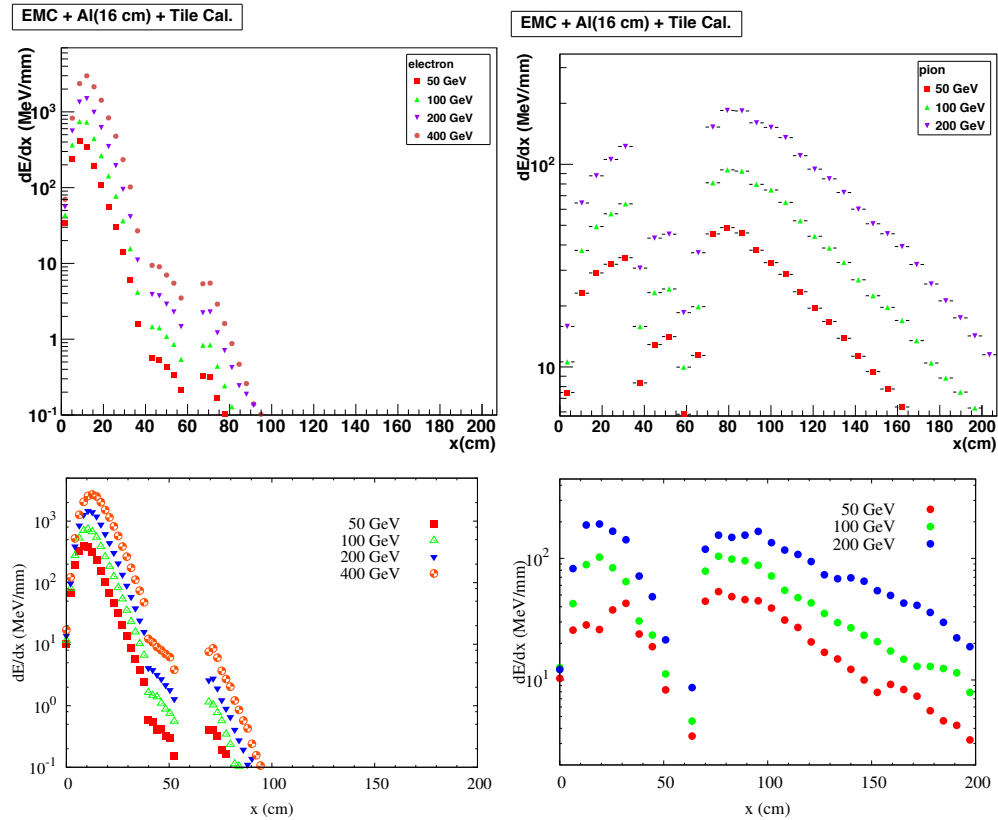 EMC + Al(16 cm) + Tile Cal.
dE/dx (MeV/mm)
10³
10²
10
1
10⁻¹
electron
50 GeV
100 GeV
200 GeV
400 GeV
0 20 40 60 80 100 120 140 160 180 200
x(cm)
EMC + Al(16 cm) + Tile Cal.
dE/dx (MeV/mm)
10²
10
pion
50 GeV
100 GeV
200 GeV
0 20 40 60 80 100 120 140 160 180 200
x(cm)
dE/dx (MeV/mm)
10³
10²
10¹
10⁰
10⁻¹
50 GeV
100 GeV
200 GeV
400 GeV
0 50 100 150 200
x (cm)
dE/dx (MeV/mm)
10²
10¹
50 GeV
100 GeV
200 GeV
0 50 100 150 200
x (cm)